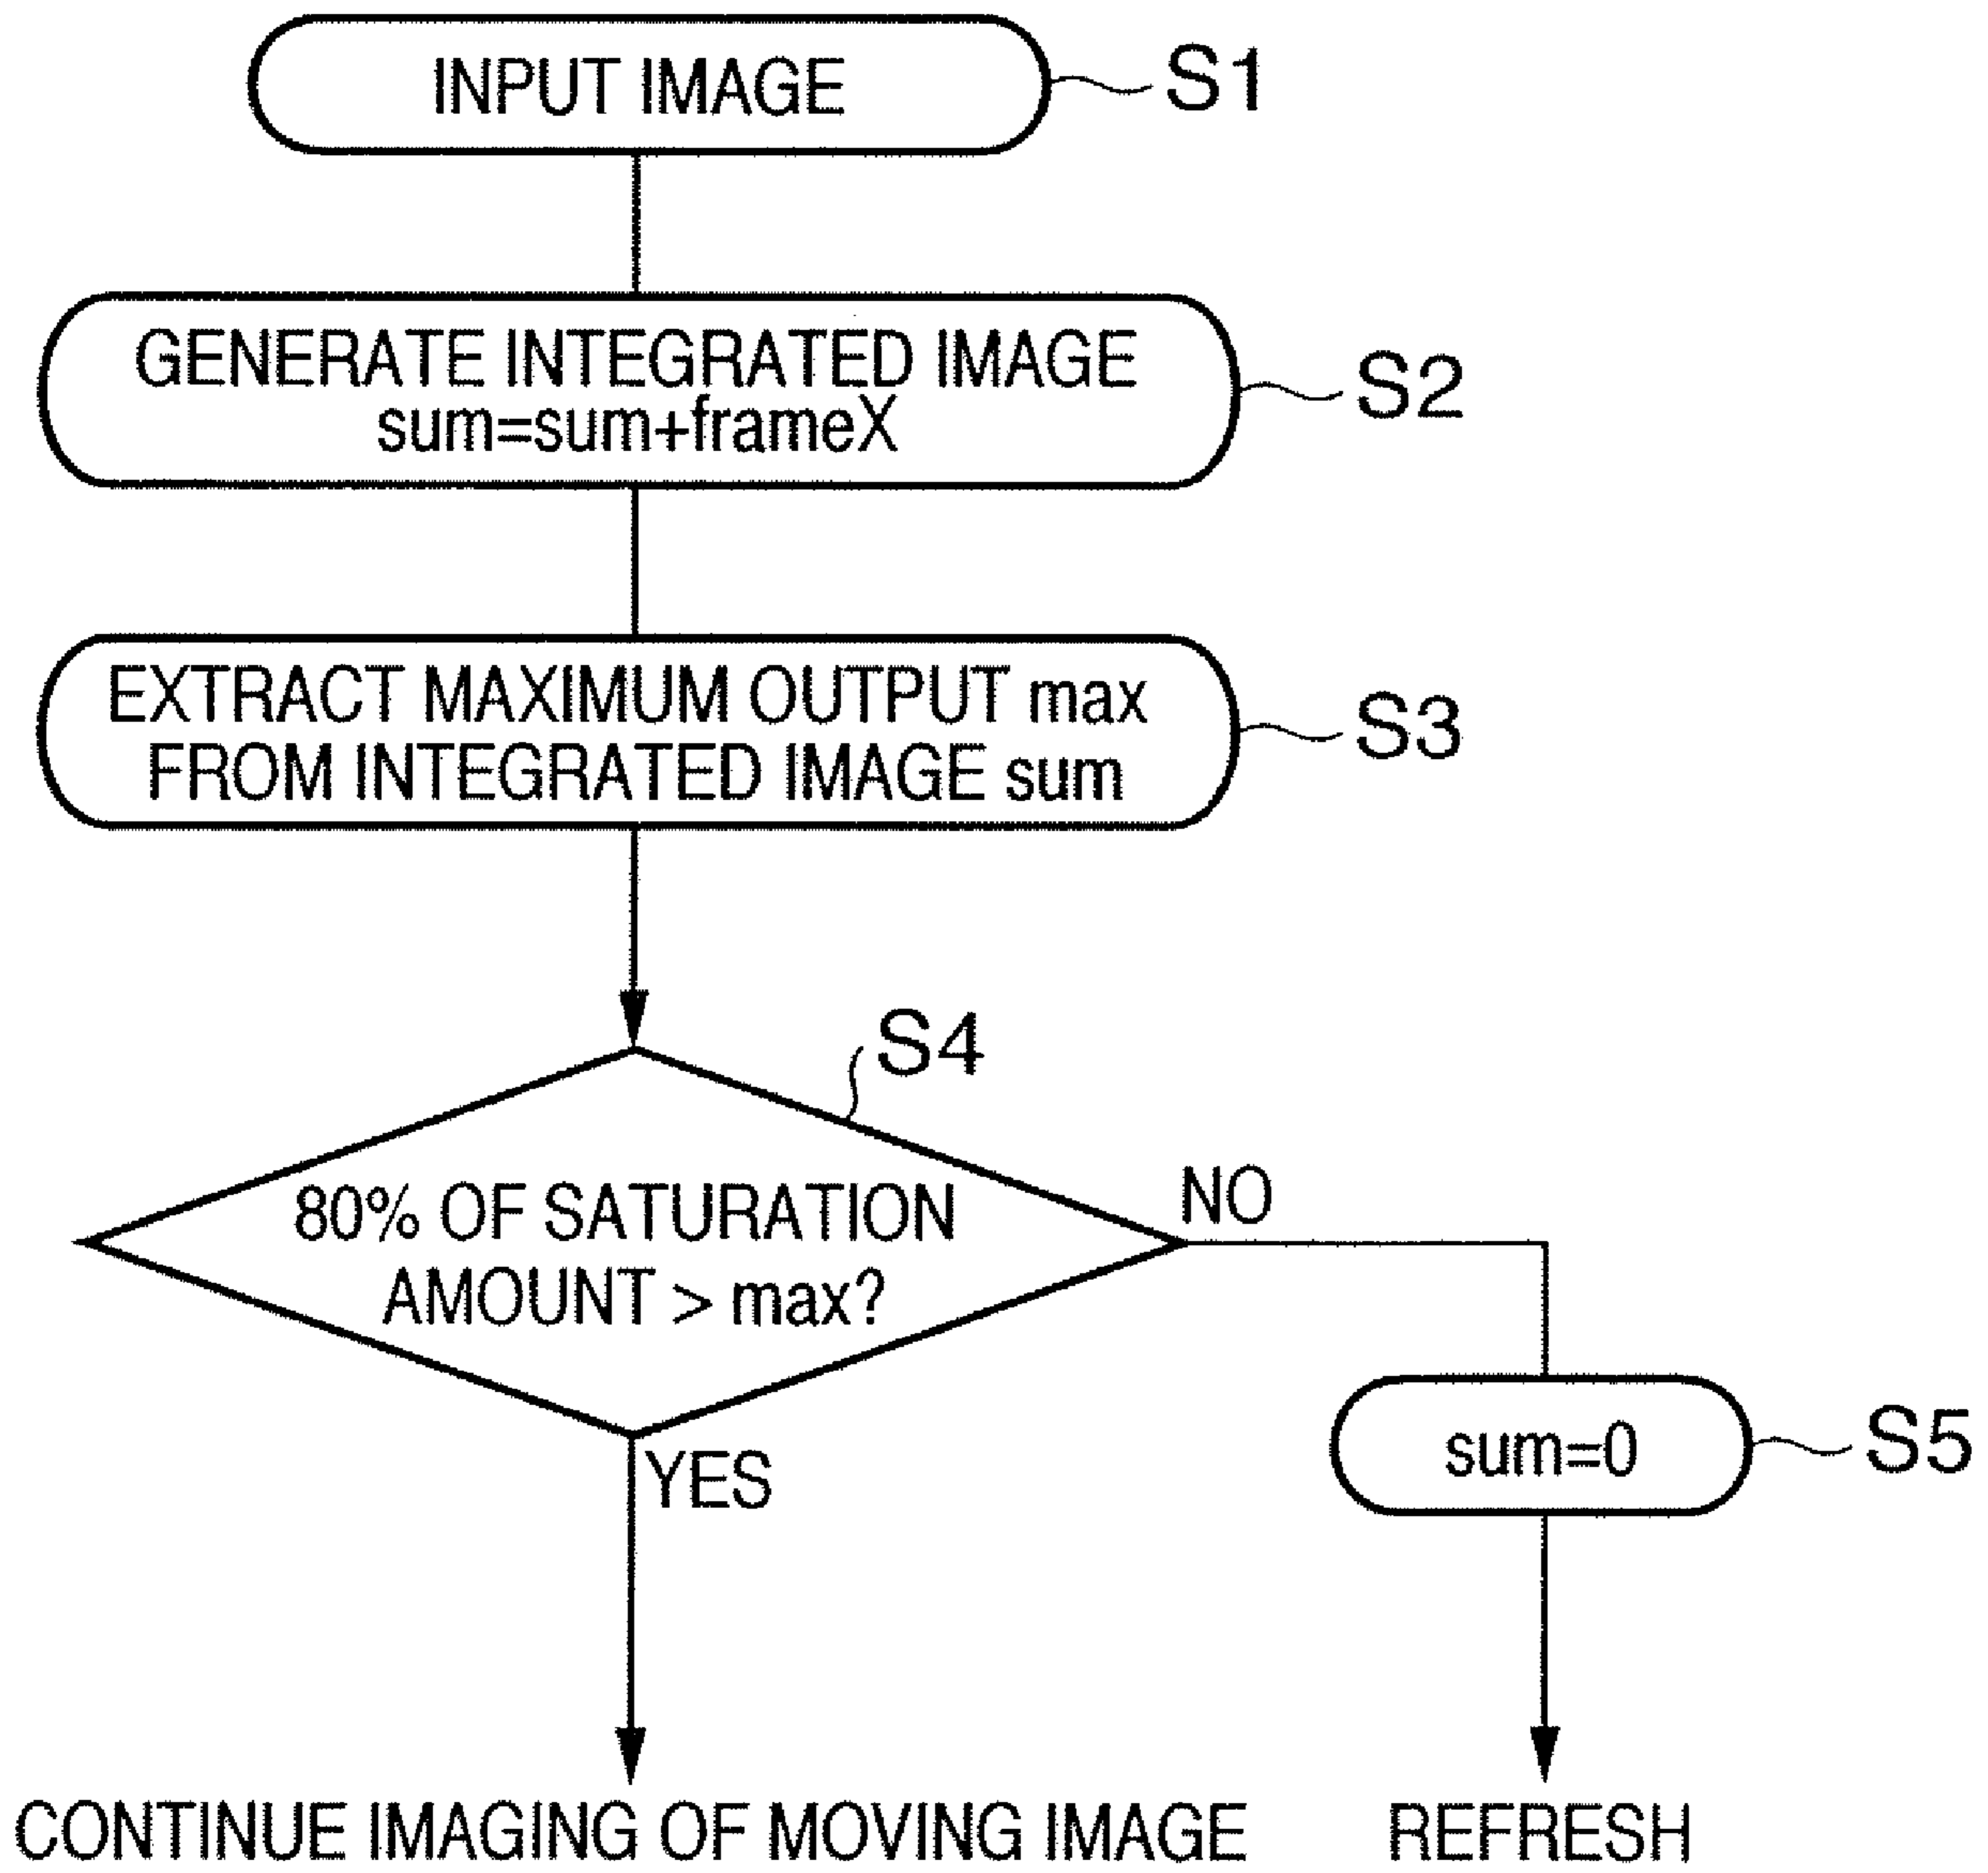 INPUT IMAGE
S1
GENERATE INTEGRATED IMAGE
sum=sum+frameX
S2
EXTRACT MAXIMUM OUTPUT max
FROM INTEGRATED IMAGE sum
S3
S4
80% OF SATURATION
AMOUNT > max?
NO
YES
sum=0
S5
CONTINUE IMAGING OF MOVING IMAGE
REFRESH